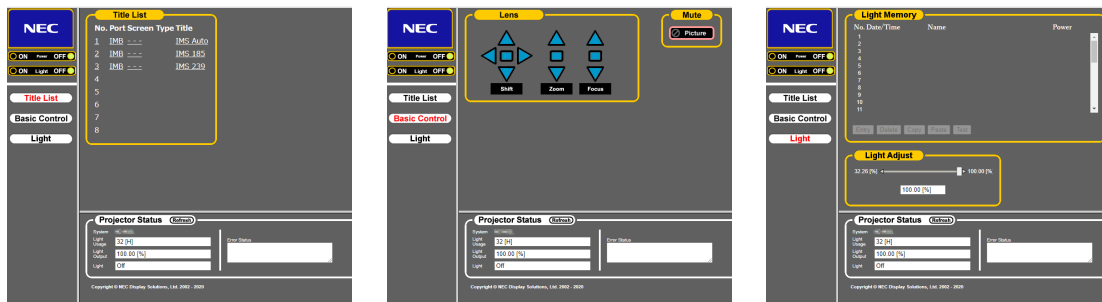 NEC
ON Power OFF
ON Light OFF
Title List
Basic Control
Light
Title List
No. Port Screen Type Title
1 IMB --- IMS Auto
2 IMB --- IMS 185
3 IMB --- IMS 239
4
5
6
7
8
Projector Status (Refresh)
System
Light Usage 32 [H]
Light Output 100.00 [%]
Light Off
Error Status
Copyright © NEC Display Solutions, Ltd. 2002 - 2020
NEC
ON Power OFF
ON Light OFF
Title List
Basic Control
Light
Lens
Shift Zoom Focus
Mute
Picture
Projector Status (Refresh)
System
Light Usage 32 [H]
Light Output 100.00 [%]
Light Off
Error Status
Copyright © NEC Display Solutions, Ltd. 2002 - 2020
NEC
ON Power OFF
ON Light OFF
Title List
Basic Control
Light
Light Memory
No. Date/Time Name Power
1
2
3
4
5
6
7
8
9
10
11
Entry Delete Copy Paste Test
Light Adjust
32.26 [%] 100.00 [%
100.00 [%]
Projector Status (Refresh)
System
Light Usage 32 [H]
Light Output 100.00 [%]
Light Off
Error Status
Copyright © NEC Display Solutions, Ltd. 2002 - 2020